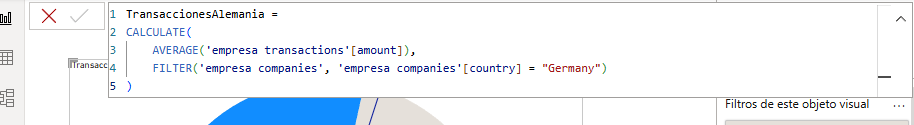 1 TransaccionesAlemania =
2 CALCULATE(
3 AVERAGE('empresa transactions'[amount]),
4 FILTER('empresa companies', 'empresa companies'[country] = "Germany")
5 )
Transacc
Filtros de este objeto visual ...